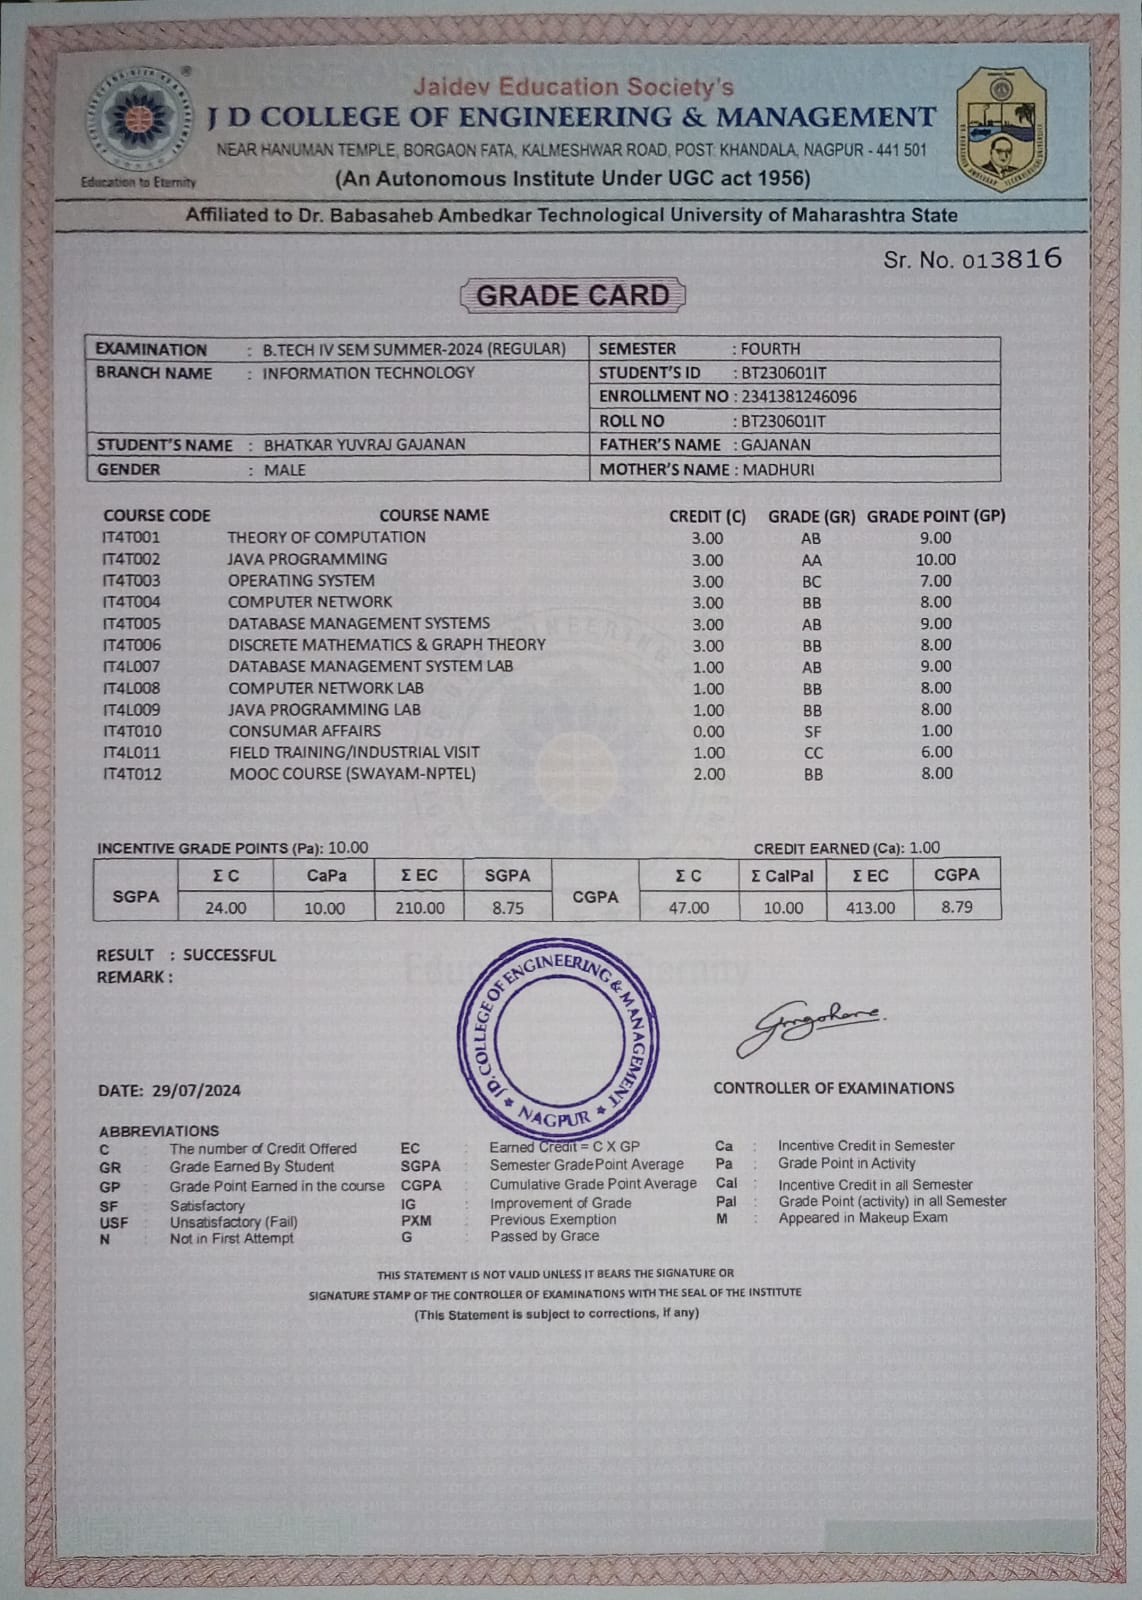 Jaidev Education Society's
J D COLLEGE OF ENGINEERING & MANAGEMENT
NEAR HANUMAN TEMPLE, BORGAON FATA, KALMESHWAR ROAD, POST. KHANDALA, NAGPUR - 441 501
Education to Eternity
(An Autonomous Institute Under UGC act 1956)
Affiliated to Dr. Babasaheb Ambedkar Technological University of Maharashtra State
Sr. No. 013816
GRADE CARD
EXAMINATION : B.TECH IV SEM SUMMER-2024 (REGULAR) SEMESTER : FOURTH
BRANCH NAME : INFORMATION TECHNOLOGY STUDENT'S ID : BT230601IT
ENROLLMENT NO : 2341381246096
ROLL NO : BT230601IT
STUDENT'S NAME : BHATKAR YUVRAJ GAJANAN FATHER'S NAME : GAJANAN
GENDER : MALE MOTHER'S NAME : MADHURI
COURSE CODE COURSE NAME CREDIT (C) GRADE (GR) GRADE POINT (GP)
IT4T001 THEORY OF COMPUTATION 3.00 AB 9.00
IT4T002 JAVA PROGRAMMING 3.00 AA 10.00
IT4T003 OPERATING SYSTEM 3.00 BC 7.00
IT4T004 COMPUTER NETWORK 3.00 BB 8.00
IT4T005 DATABASE MANAGEMENT SYSTEMS 3.00 AB 9.00
IT4T006 DISCRETE MATHEMATICS & GRAPH THEORY 3.00 BB 8.00
IT4L007 DATABASE MANAGEMENT SYSTEM LAB 1.00 AB 9.00
IT4L008 COMPUTER NETWORK LAB 1.00 BB 8.00
IT4L009 JAVA PROGRAMMING LAB 1.00 BB 8.00
IT4T010 CONSUMAR AFFAIRS 0.00 SF 1.00
IT4L011 FIELD TRAINING/INDUSTRIAL VISIT 1.00 CC 6.00
IT4T012 MOOC COURSE (SWAYAM-NPTEL) 2.00 BB 8.00
INCENTIVE GRADE POINTS (Pa): 10.00 CREDIT EARNED (Ca): 1.00
SGPA Σ C CaPa Σ EC SGPA CGPA Σ C Σ CalPal Σ EC CGPA
24.00 10.00 210.00 8.75 47.00 10.00 413.00 8.79
RESULT : SUCCESSFUL
REMARK :
J.D. COLLEGE OF ENGINEERING & MANAGEMENT
★ NAGPUR ★
DATE: 29/07/2024 CONTROLLER OF EXAMINATIONS
ABBREVIATIONS
C : The number of Credit Offered EC : Earned Credit = C X GP Ca : Incentive Credit in Semester
GR : Grade Earned By Student SGPA : Semester Grade Point Average Pa : Grade Point in Activity
GP : Grade Point Earned in the course CGPA : Cumulative Grade Point Average Cal : Incentive Credit in all Semester
SF : Satisfactory IG : Improvement of Grade Pal : Grade Point (activity) in all Semester
USF : Unsatisfactory (Fail) PXM : Previous Exemption M : Appeared in Makeup Exam
N : Not in First Attempt G : Passed by Grace
THIS STATEMENT IS NOT VALID UNLESS IT BEARS THE SIGNATURE OR
SIGNATURE STAMP OF THE CONTROLLER OF EXAMINATIONS WITH THE SEAL OF THE INSTITUTE
(This Statement is subject to corrections, if any)